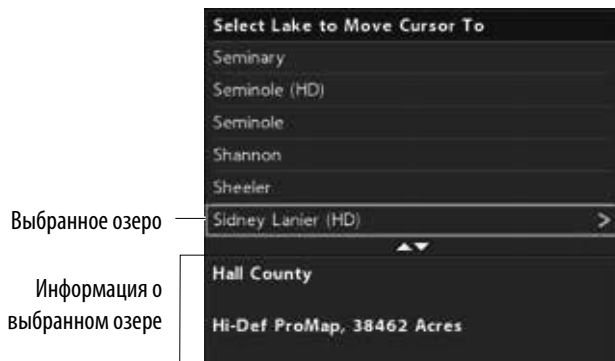 Select Lake to Move Cursor To
Seminary
Seminole (HD)
Seminole
Shannon
Sheeler
Выбранное озеро
Sidney Lanier (HD) >
Информация о
выбранном озере
Hall County
Hi-Def ProMap, 38462 Acres